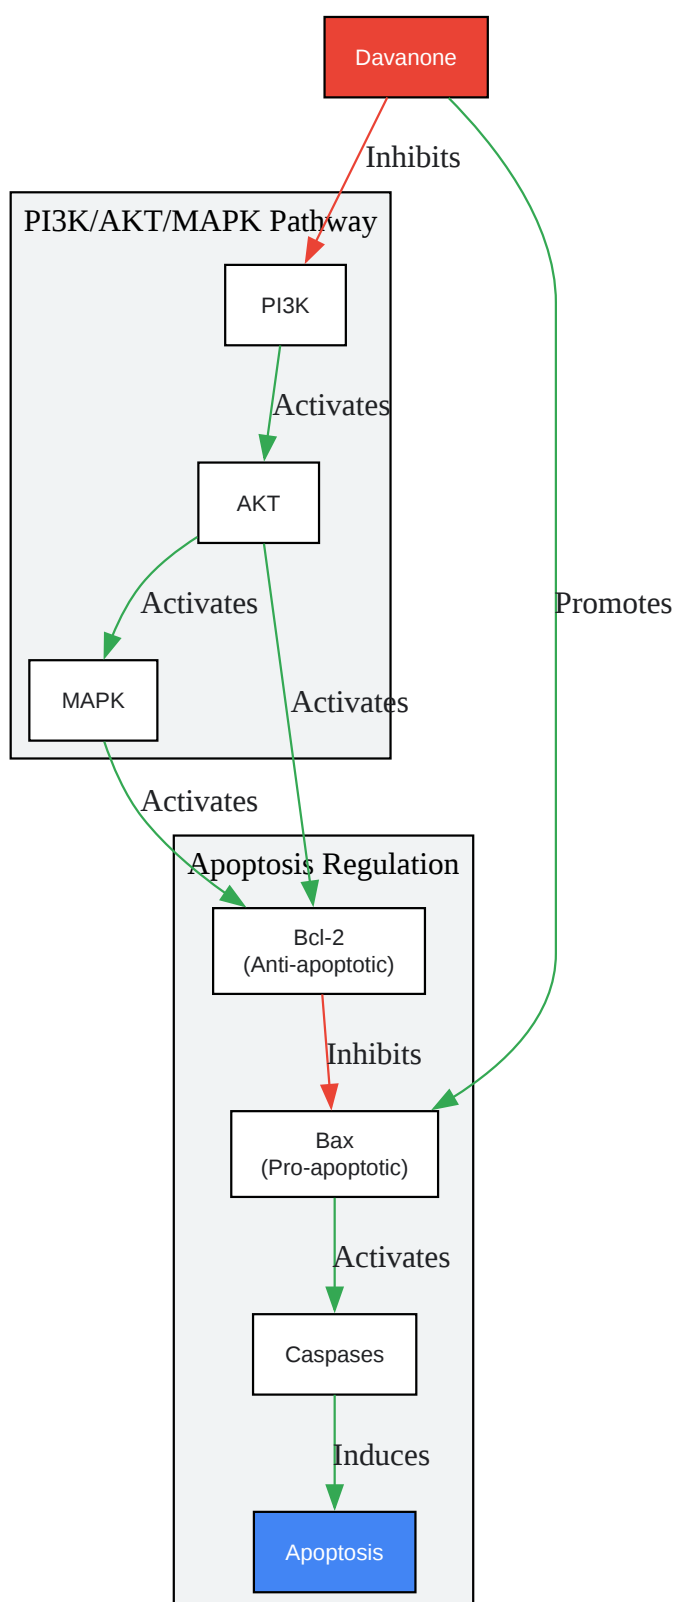 Davanone
Inhibits
PI3K/AKT/MAPK Pathway
PI3K
Activates
AKT
Activates
Promotes
MAPK
Activates
Activates
Apoptosis Regulation
Bcl-2
(Anti-apoptotic)
Inhibits
Bax
(Pro-apoptotic)
Activates
Caspases
Induces
Apoptosis